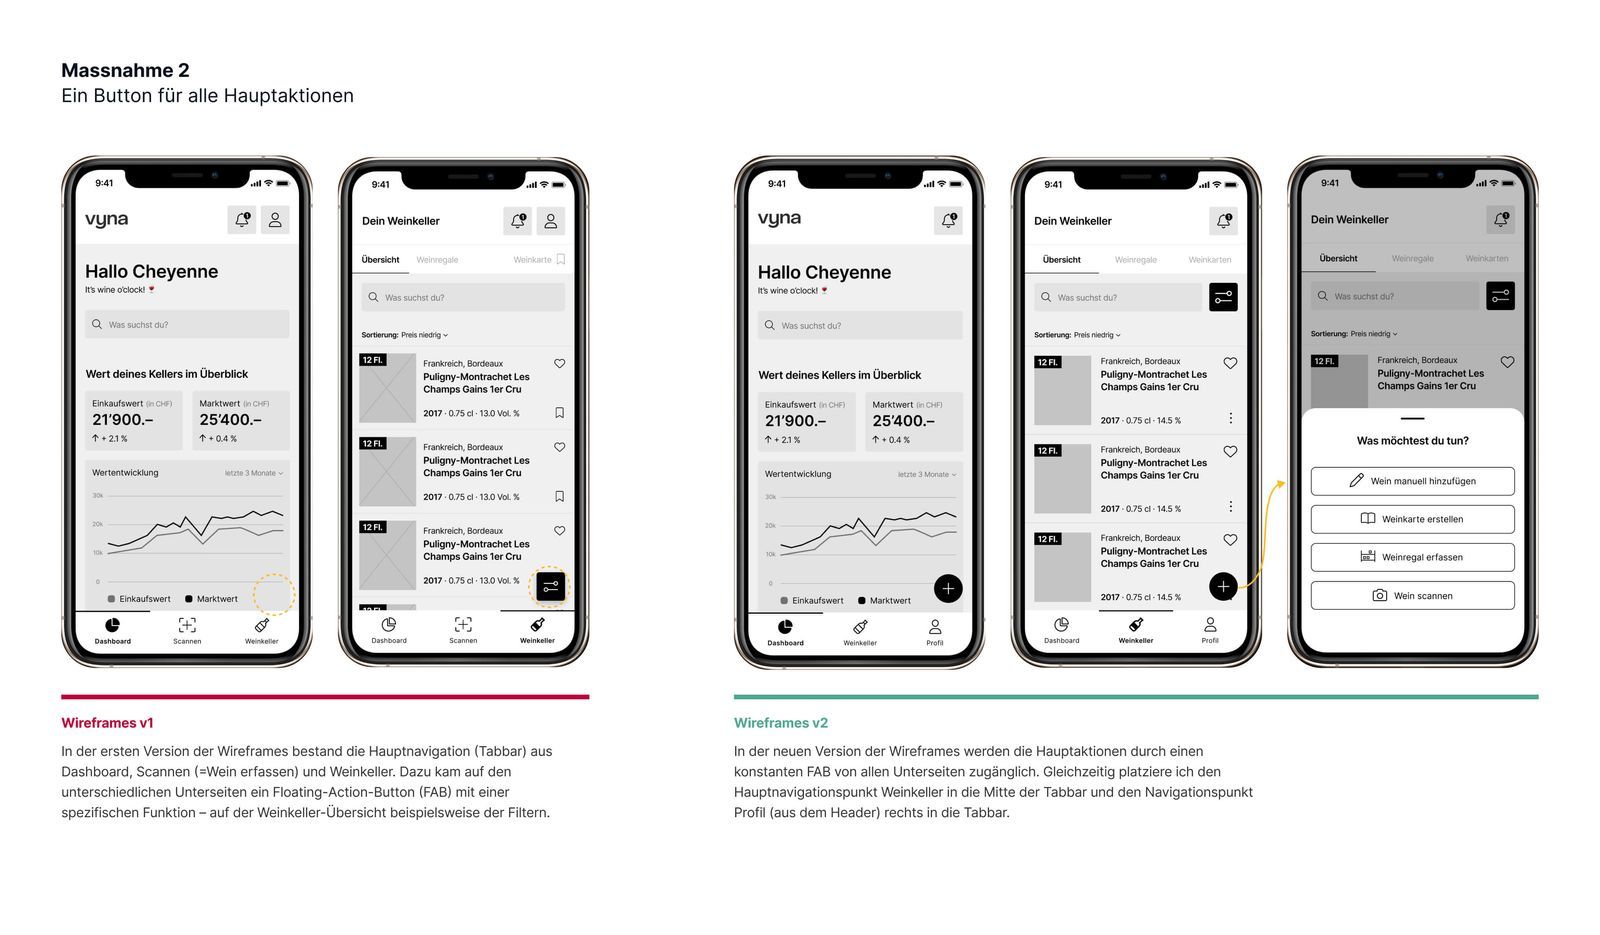 Massnahme 2
Ein Button für alle Hauptaktionen
9:41
vyna
1
Hallo Cheyenne
It's wine o'clock!
Was suchst du?
Wert deines Kellers im Überblick
Einkaufswert (in CHF)
21'900.–
↑ + 2.1 %
Marktwert (in CHF)
25'400.–
↑ + 0.4 %
Wertentwicklung
letzte 3 Monate
30k
20k
10k
0
Einkaufswert
Marktwert
Dashboard
Scannen
Weinkeller
9:41
Dein Weinkeller
1
Übersicht
Weinregale
Weinkarte
Was suchst du?
Sortierung: Preis niedrig
12 Fl.
Frankreich, Bordeaux
Puligny-Montrachet Les
Champs Gains 1er Cru
2017 · 0.75 cl · 13.0 Vol. %
12 Fl.
Frankreich, Bordeaux
Puligny-Montrachet Les
Champs Gains 1er Cru
2017 · 0.75 cl · 13.0 Vol. %
12 Fl.
Frankreich, Bordeaux
Puligny-Montrachet Les
Champs Gains 1er Cru
2017 · 0.75 cl · 13.0 Vol. %
Dashboard
Scannen
Weinkeller
9:41
vyna
1
Hallo Cheyenne
It's wine o'clock!
Was suchst du?
Wert deines Kellers im Überblick
Einkaufswert (in CHF)
21'900.–
↑ + 2.1 %
Marktwert (in CHF)
25'400.–
↑ + 0.4 %
Wertentwicklung
letzte 3 Monate
30k
20k
10k
0
Einkaufswert
Marktwert
Dashboard
Weinkeller
Profil
9:41
Dein Weinkeller
1
Übersicht
Weinregale
Weinkarten
Was suchst du?
Sortierung: Preis niedrig
12 Fl.
Frankreich, Bordeaux
Puligny-Montrachet Les
Champs Gains 1er Cru
2017 · 0.75 cl · 14.5 %
12 Fl.
Frankreich, Bordeaux
Puligny-Montrachet Les
Champs Gains 1er Cru
2017 · 0.75 cl · 14.5 %
12 Fl.
Frankreich, Bordeaux
Puligny-Montrachet Les
Champs Gains 1er Cru
2017 · 0.75 cl · 14.5 %
Dashboard
Weinkeller
Profil
9:41
Dein Weinkeller
1
Übersicht
Weinregale
Weinkarten
Was suchst du?
Sortierung: Preis niedrig
12 Fl.
Frankreich, Bordeaux
Puligny-Montrachet Les
Champs Gains 1er Cru
Was möchtest du tun?
Wein manuell hinzufügen
Weinkarte erstellen
Weinregal erfassen
Wein scannen
Wireframes v1
In der ersten Version der Wireframes bestand die Hauptnavigation (Tabbar) aus
Dashboard, Scannen (=Wein erfassen) und Weinkeller. Dazu kam auf den
unterschiedlichen Unterseiten ein Floating-Action-Button (FAB) mit einer
spezifischen Funktion – auf der Weinkeller-Übersicht beispielsweise der Filtern.
Wireframes v2
In der neuen Version der Wireframes werden die Hauptaktionen durch einen
konstanten FAB von allen Unterseiten zugänglich. Gleichzeitig platziere ich den
Hauptnavigationspunkt Weinkeller in die Mitte der Tabbar und den Navigationspunkt
Profil (aus dem Header) rechts in die Tabbar.